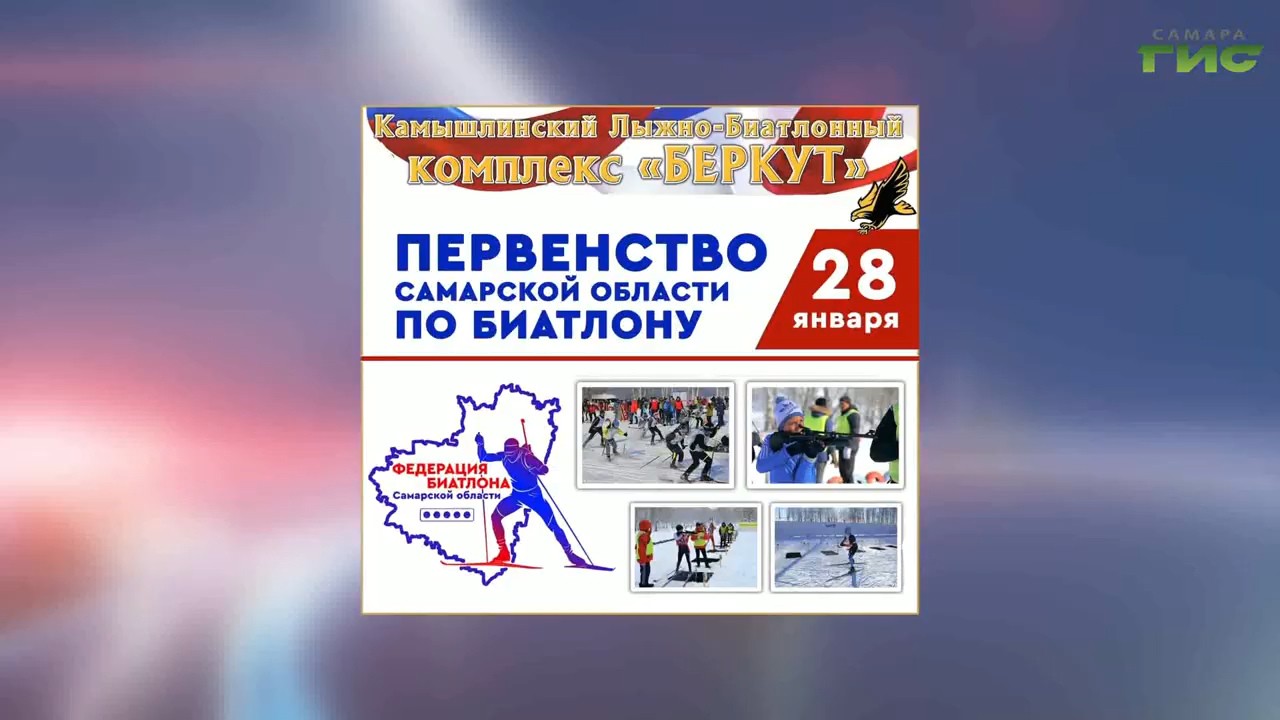 САМАРА
ГИС
Камышлинский Лыжно-Биатлонный
комплекс «БЕРКУТ»
ПЕРВЕНСТВО
САМАРСКОЙ ОБЛАСТИ
ПО БИАТЛОНУ
28
января
ФЕДЕРАЦИЯ
БИАТЛОНА
Самарской области